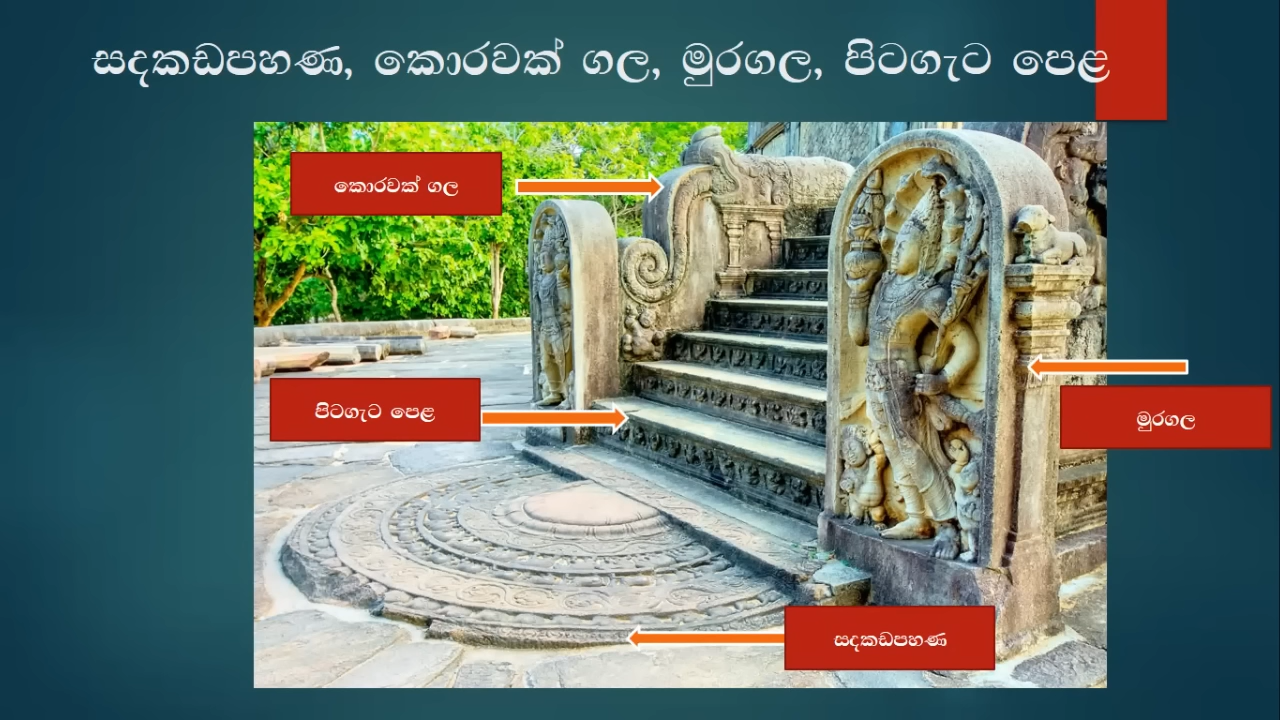 සඳකඩපහණ, කොරවක් ගල, මුරගල, පිටගැට පෙළ
කොරවක් ගල
පිටගැට පෙළ
මුරගල
සඳකඩපහණ